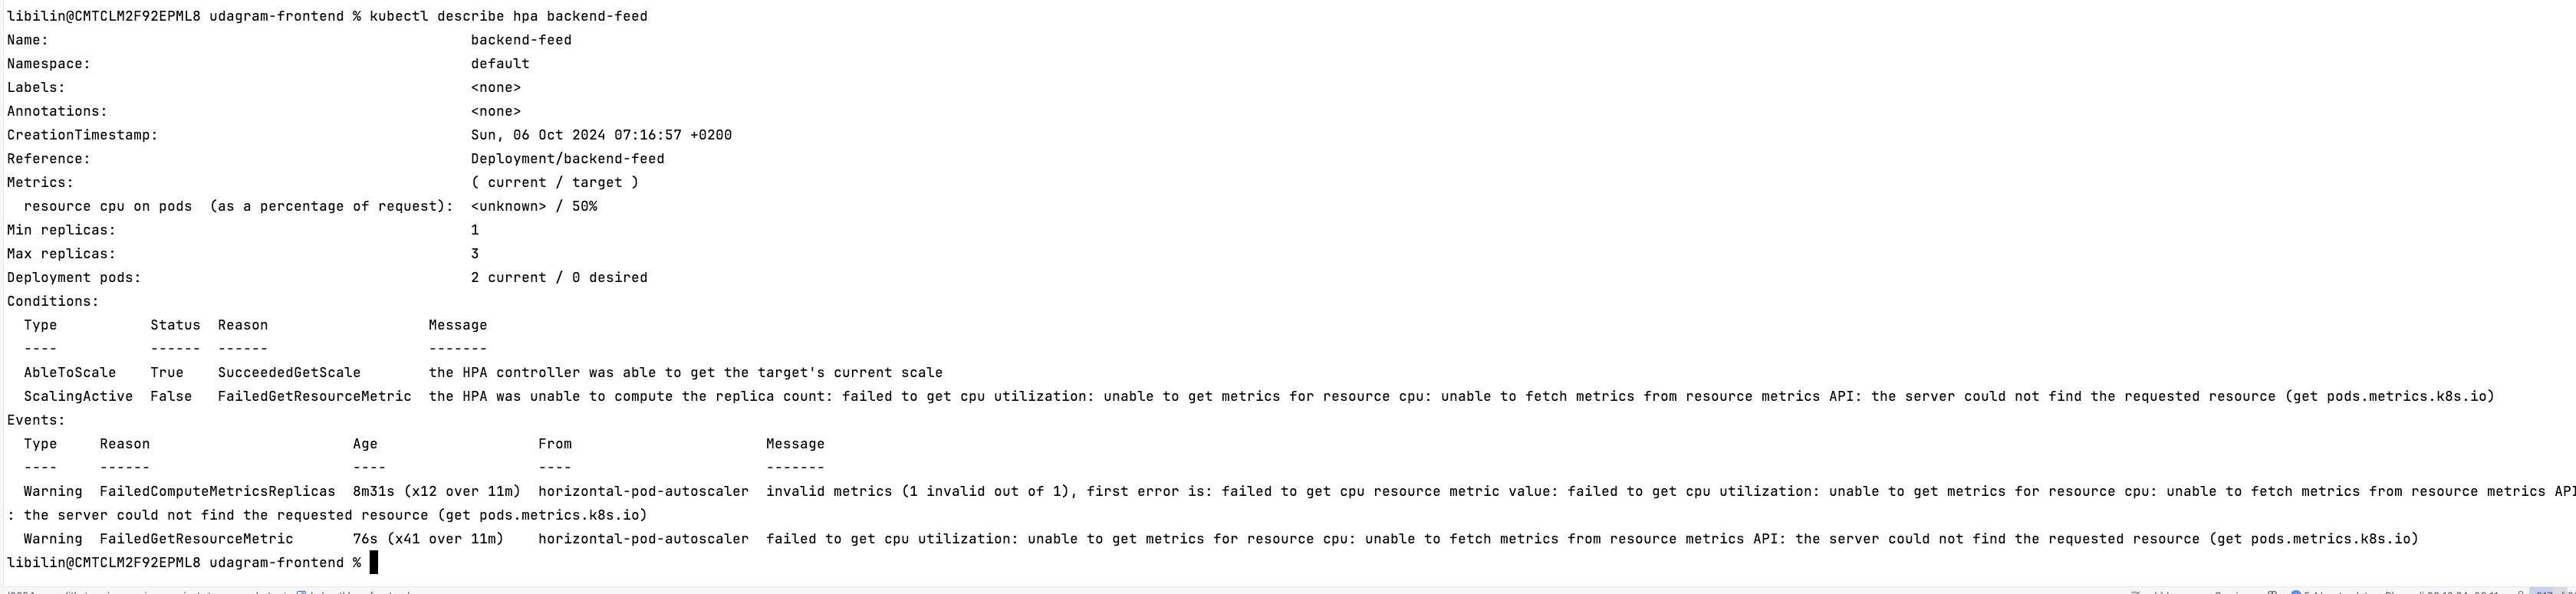 libilin@CMTCLM2F92EPML8 udagram-frontend % kubectl describe hpa backend-feed
Name:                                                  backend-feed
Namespace:                                             default
Labels:                                                <none>
Annotations:                                           <none>
CreationTimestamp:                                     Sun, 06 Oct 2024 07:16:57 +0200
Reference:                                             Deployment/backend-feed
Metrics:                                               ( current / target )
  resource cpu on pods  (as a percentage of request):  <unknown> / 50%
Min replicas:                                          1
Max replicas:                                          3
Deployment pods:                                       2 current / 0 desired
Conditions:
  Type           Status  Reason                   Message
  ----           ------  ------                   -------
  AbleToScale    True    SucceededGetScale        the HPA controller was able to get the target's current scale
  ScalingActive  False   FailedGetResourceMetric  the HPA was unable to compute the replica count: failed to get cpu utilization: unable to get metrics for resource cpu: unable to fetch metrics from resource metrics API: the server could not find the requested resource (get pods.metrics.k8s.io)
Events:
  Type     Reason                        Age                  From                       Message
  ----     ------                        ----                 ----                       -------
  Warning  FailedComputeMetricsReplicas  8m31s (x12 over 11m)  horizontal-pod-autoscaler  invalid metrics (1 invalid out of 1), first error is: failed to get cpu resource metric value: failed to get cpu utilization: unable to get metrics for resource cpu: unable to fetch metrics from resource metrics API
: the server could not find the requested resource (get pods.metrics.k8s.io)
  Warning  FailedGetResourceMetric       76s (x41 over 11m)    horizontal-pod-autoscaler  failed to get cpu utilization: unable to get metrics for resource cpu: unable to fetch metrics from resource metrics API: the server could not find the requested resource (get pods.metrics.k8s.io)
libilin@CMTCLM2F92EPML8 udagram-frontend %